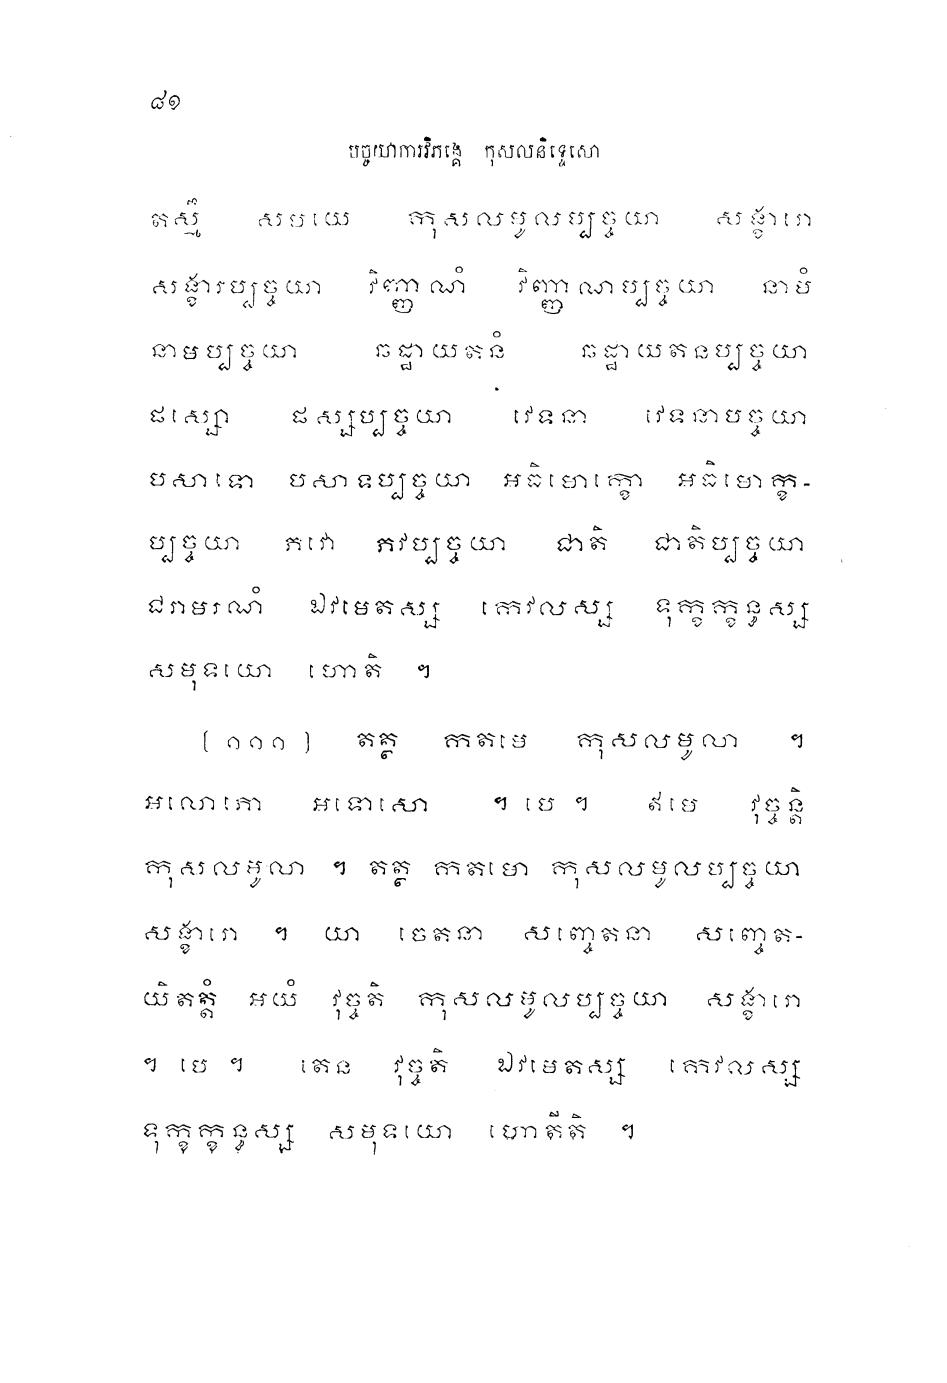 ៨១
បច្ចយាការវិភង្គេ កុសលនិទ្ទេសោ
តស្មឹ សមយេ កុសលមូលប្បច្ចយា សង្ខារោ
សង្ខារប្បច្ចយា វិញ្ញាណំ វិញ្ញាណប្បច្ចយា នាមំ
នាមប្បច្ចយា ឆដ្ឋាយតនំ ឆដ្ឋាយតនប្បច្ចយា
ផស្សោ ផស្សប្បច្ចយា វេទនា វេទនាបច្ចយា
បសាទោ បសាទប្បច្ចយា អធិមោក្ខោ អធិមោក្ខ-
ប្បច្ចយា ភវោ ភវប្បច្ចយា ជាតិ ជាតិប្បច្ចយា
ជរាមរណំ ឯវមេតស្ស កេវលស្ស ទុក្ខក្ខន្ធស្ស
សមុទយោ ហោតិ ។
(១១១) តត្ថ កតមេ កុសលមូលា ។
អលោភោ អទោសោ ។ បេ ។ ឥមេ វុច្ចន្តិ
កុសលមូលា ។ តត្ថ កតមោ កុសលមូលប្បច្ចយា
សង្ខារោ ។ យា ចេតនា សញ្ចេតនា សញ្ចេត-
យិតត្តំ អយំ វុច្ចតិ កុសលមូលប្បច្ចយា សង្ខារោ
។ បេ ។ តេន វុច្ចតិ ឯវមេតស្ស កេវលស្ស
ទុក្ខក្ខន្ធស្ស សមុទយោ ហោតីតិ ។